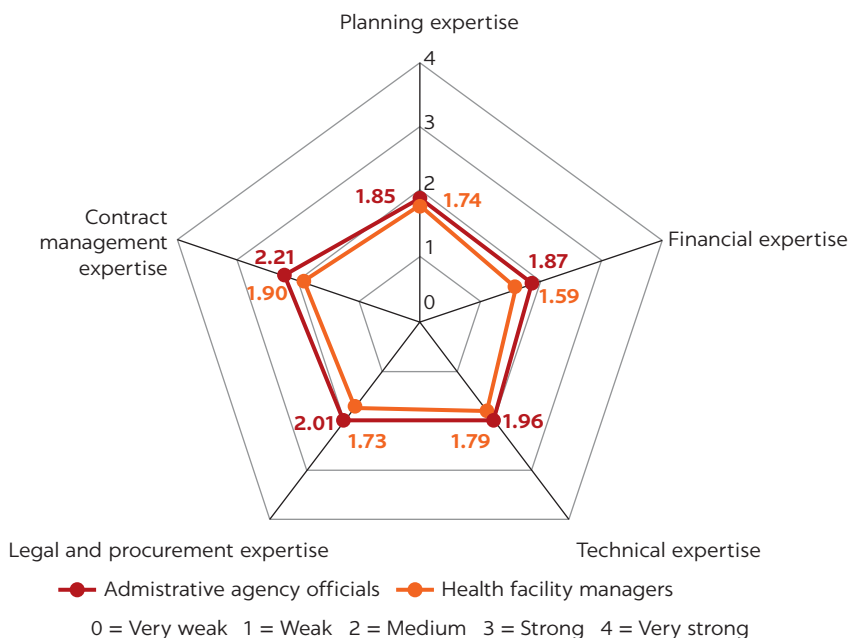 Planning expertise
4
3
2
1
0
1.85
1.74
Contract
management
expertise
2.21
1.90
Financial expertise
1.87
1.59
2.01
1.73
1.79
1.96
Legal and procurement expertise
Technical expertise
Admistrative agency officials
Health facility managers
0 = Very weak 1 = Weak 2 = Medium 3 = Strong 4 = Very strong